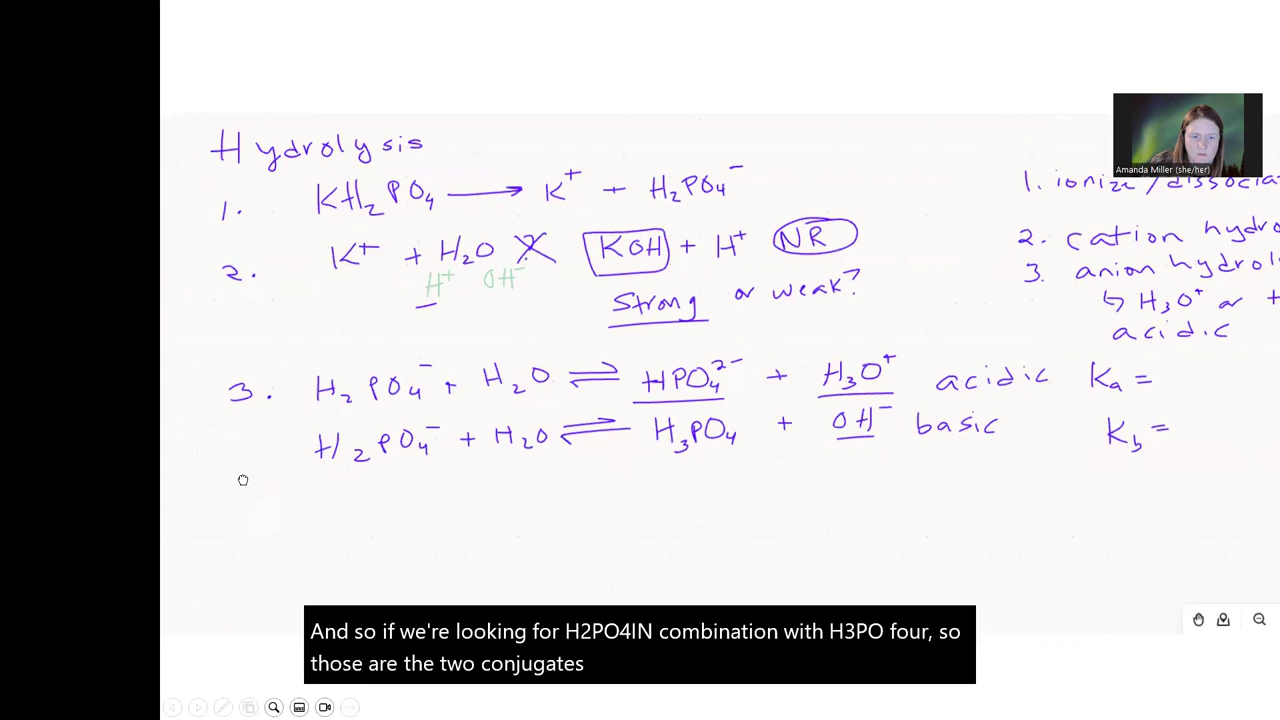 Hydrolysis
1. KH₂PO₄ ⟶ K⁺ + H₂PO₄⁻
2. K⁺ + H₂O KOH + H⁺ NR
H⁺ OH⁻
Strong or weak?
3. H₂PO₄⁻ + H₂O ⇌ HPO₄²⁻ + H₃O⁺ acidic Ka =
H₂PO₄⁻ + H₂O ⇌ H₃PO₄ + OH⁻ basic Kb =
Amanda Miller (she/her)
1. ionize/dissocia
2. cation hydro
3. anion hydrol
↳ H₃O⁺ or
acidic
And so if we're looking for H2PO4IN combination with H3PO four, so
those are the two conjugates